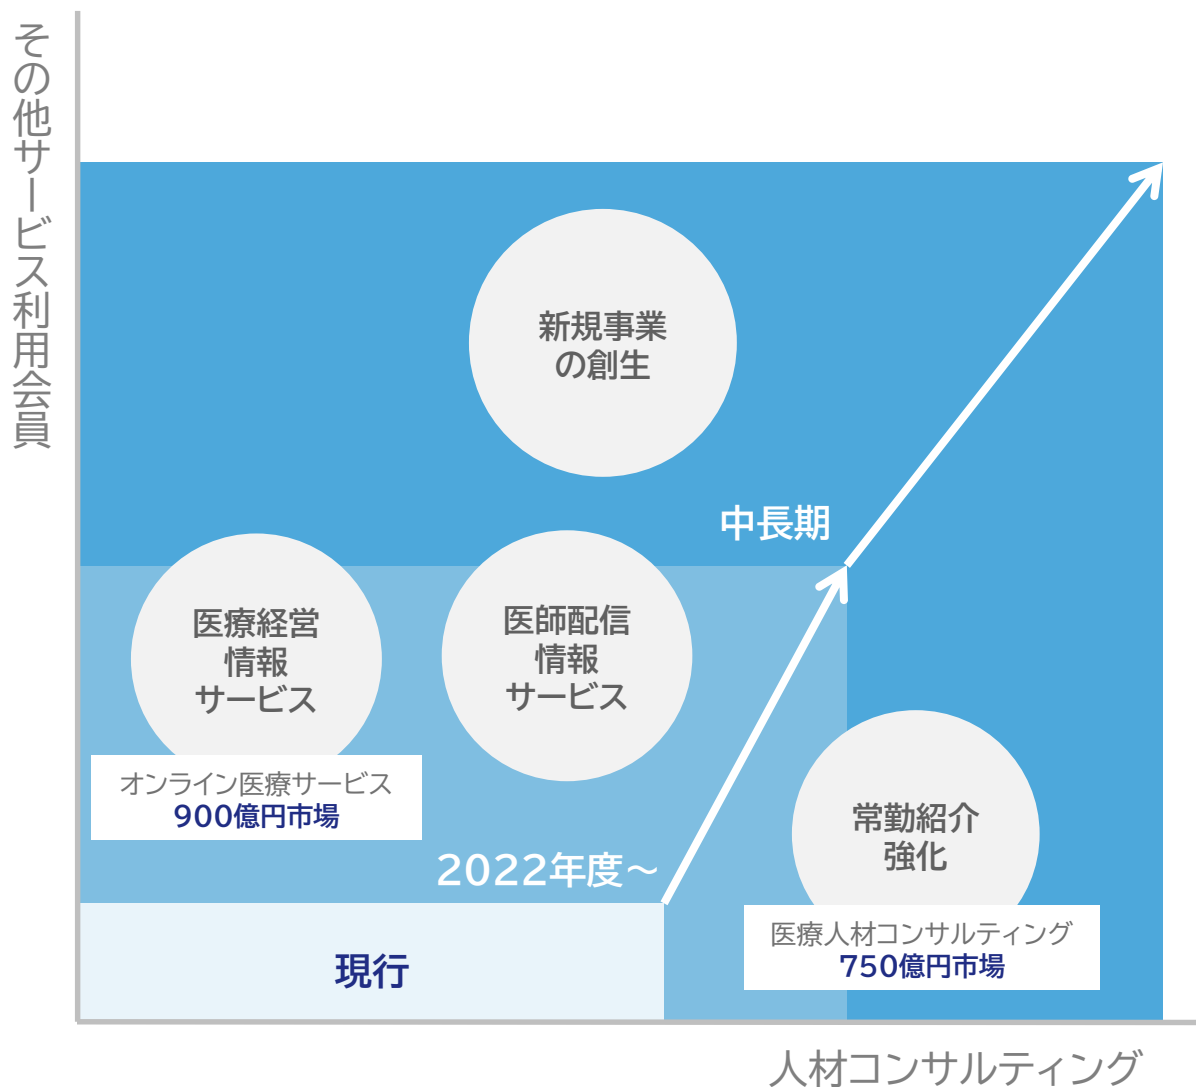 その他サービス利用会員
新規事業
の創生
中長期
医療経営
情報
サービス
医師配信
情報
サービス
オンライン医療サービス
900億円市場
常勤紹介
強化
2022年度～
医療人材コンサルティング
750億円市場
現行
人材コンサルティング